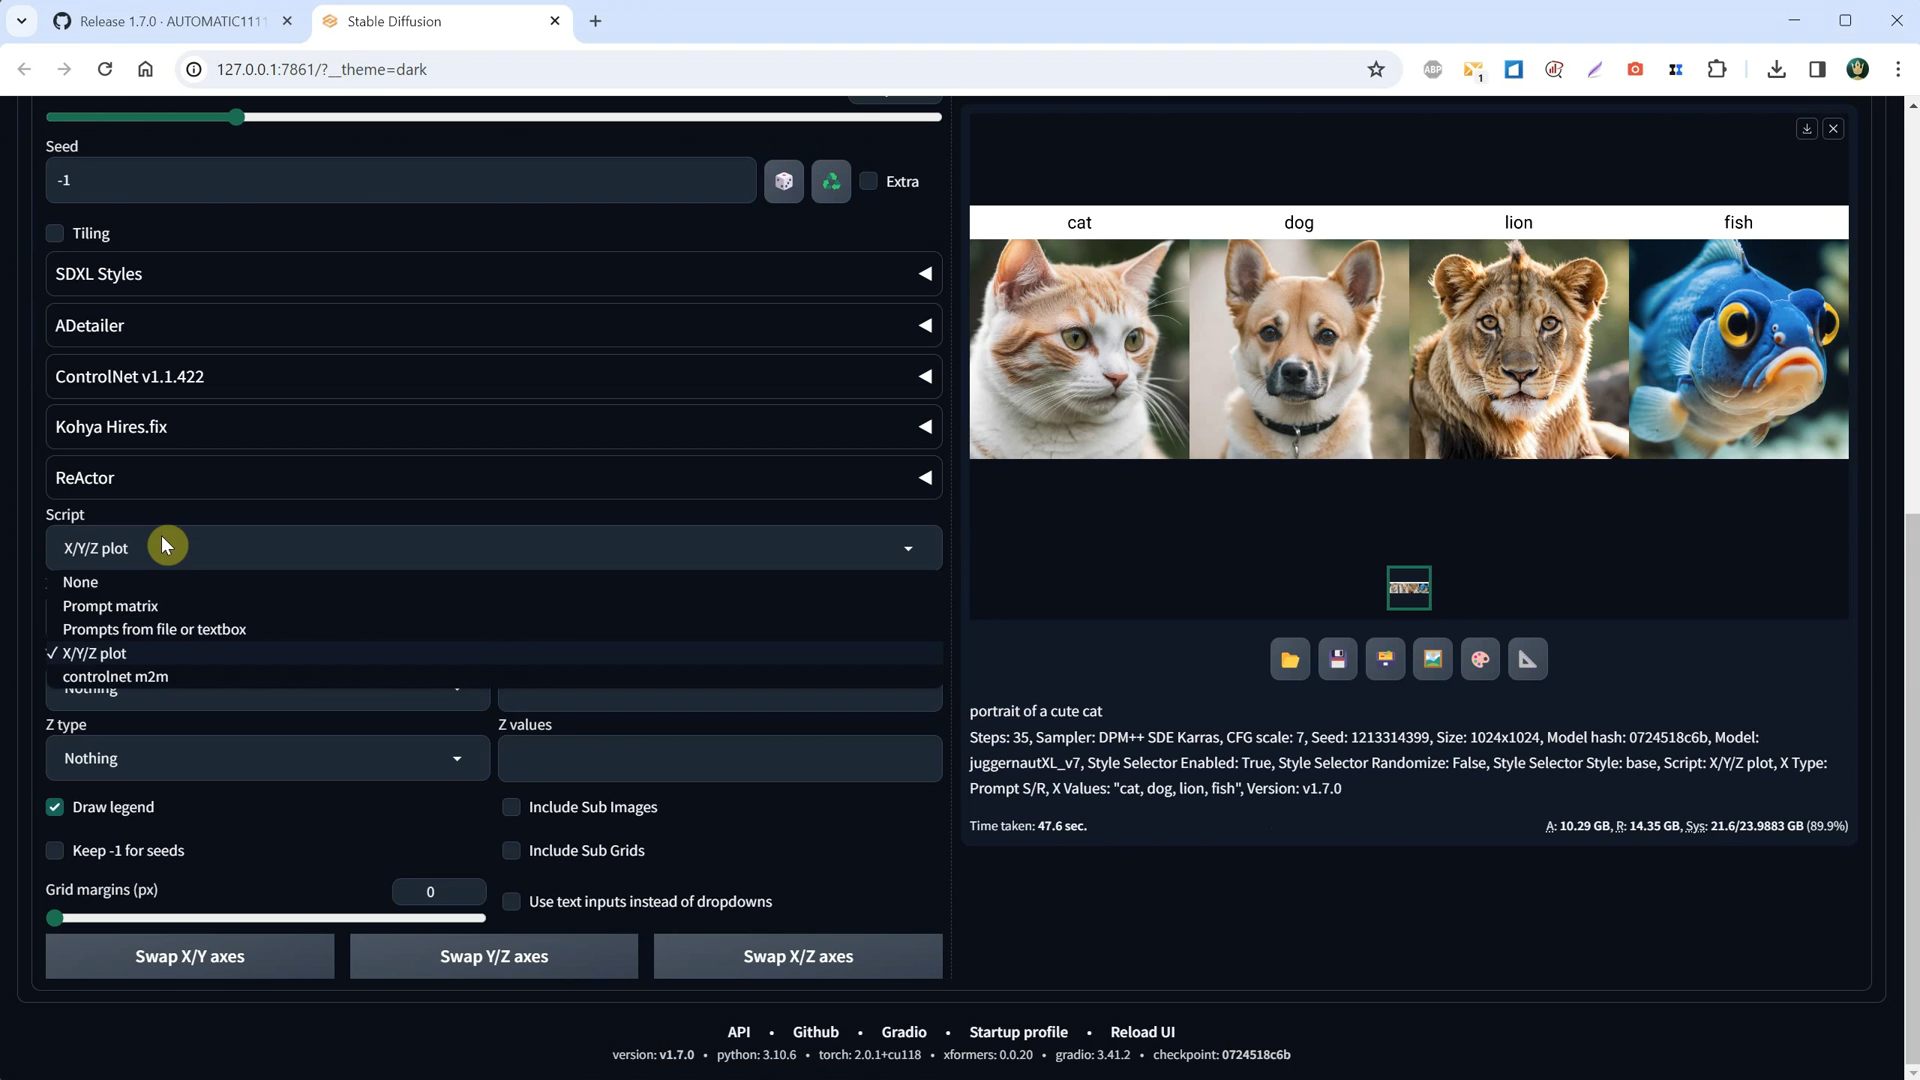 Release 1.7.0 · AUTOMATIC1111
Stable Diffusion
127.0.0.1:7861/?__theme=dark
ABP
1
Seed
-1
Extra
Tiling
SDXL Styles
ADetailer
ControlNet v1.1.422
Kohya Hires.fix
ReActor
Script
X/Y/Z plot
None
Prompt matrix
Prompts from file or textbox
✓ X/Y/Z plot
controlnet m2m
Nothing
Z type
Z values
Nothing
Draw legend
Include Sub Images
Keep -1 for seeds
Include Sub Grids
Grid margins (px)
0
Use text inputs instead of dropdowns
Swap X/Y axes
Swap Y/Z axes
Swap X/Z axes
cat
dog
lion
fish
portrait of a cute cat
Steps: 35, Sampler: DPM++ SDE Karras, CFG scale: 7, Seed: 1213314399, Size: 1024x1024, Model hash: 0724518c6b, Model:
juggernautXL_v7, Style Selector Enabled: True, Style Selector Randomize: False, Style Selector Style: base, Script: X/Y/Z plot, X Type:
Prompt S/R, X Values: "cat, dog, lion, fish", Version: v1.7.0
Time taken: 47.6 sec.
A: 10.29 GB, R: 14.35 GB, Sys: 21.6/23.9883 GB (89.9%)
API • Github • Gradio • Startup profile • Reload UI
version: v1.7.0 • python: 3.10.6 • torch: 2.0.1+cu118 • xformers: 0.0.20 • gradio: 3.41.2 • checkpoint: 0724518c6b